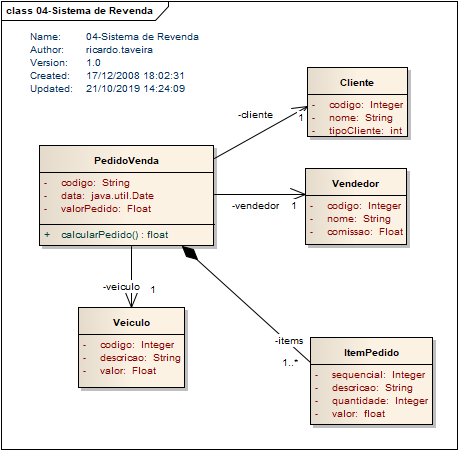 class 04-Sistema de Revenda
Name: 04-Sistema de Revenda
Author: ricardo.taveira
Version: 1.0
Created: 17/12/2008 18:02:31
Updated: 21/10/2019 14:24:09
Cliente
- codigo: Integer
- nome: String
- tipoCliente: int
-cliente
1
PedidoVenda
- codigo: String
- data: java.util.Date
- valorPedido: Float
+ calcularPedido() : float
Vendedor
- codigo: Integer
- nome: String
- comissao: Float
-vendedor 1
-veiculo 1
Veiculo
- codigo: Integer
- descricao: String
- valor: Float
-items
1..*
ItemPedido
- sequencial: Integer
- descricao: String
- quantidade: Integer
- valor: float